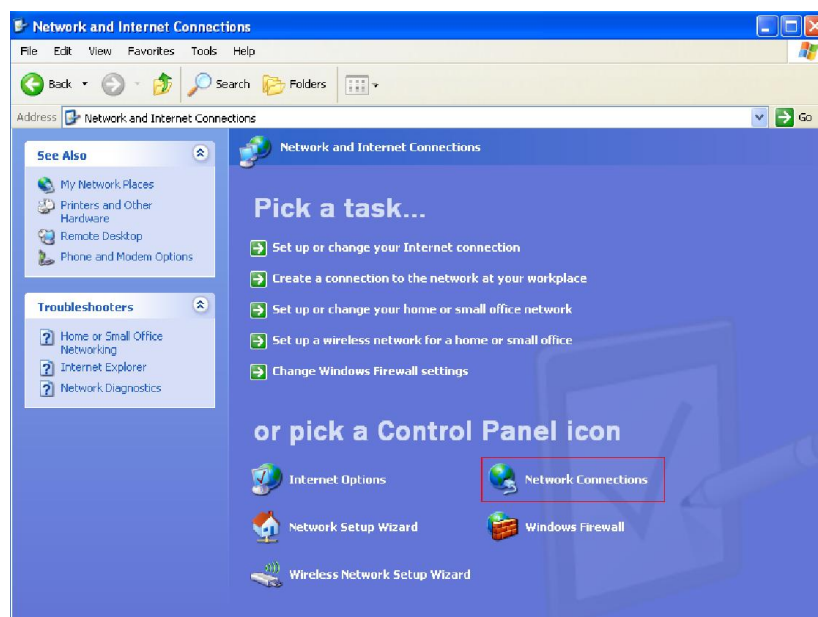 Network and Internet Connections
File Edit View Favorites Tools Help
Back Search Folders
Address Network and Internet Connections Go
Network and Internet Connections
See Also
My Network Places
Printers and Other
Hardware
Remote Desktop
Phone and Modem Options
Troubleshooters
Home or Small Office
Networking
Internet Explorer
Network Diagnostics
Pick a task...
Set up or change your Internet connection
Create a connection to the network at your workplace
Set up or change your home or small office network
Set up a wireless network for a home or small office
Change Windows Firewall settings
or pick a Control Panel icon
Internet Options Network Connections
Network Setup Wizard Windows Firewall
Wireless Network Setup Wizard